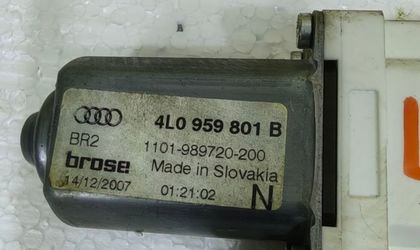 4L0 959 801 B
BR2 1101-989720-200
brose Made in Slovakia
14/12/2007 01:21:02 N